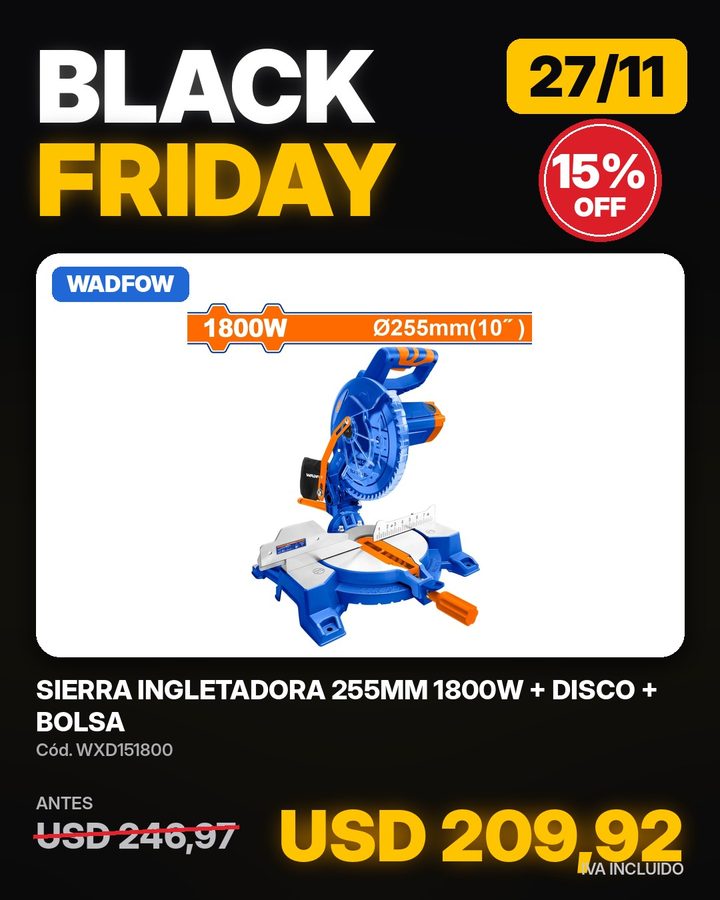 BLACK
FRIDAY
27/11
15%
OFF
WADFOW
1800W
Ø255mm(10˝)
SIERRA INGLETADORA 255MM 1800W + DISCO +
BOLSA
Cód. WXD151800
ANTES
USD 246,97
USD 209,92
IVA INCLUIDO